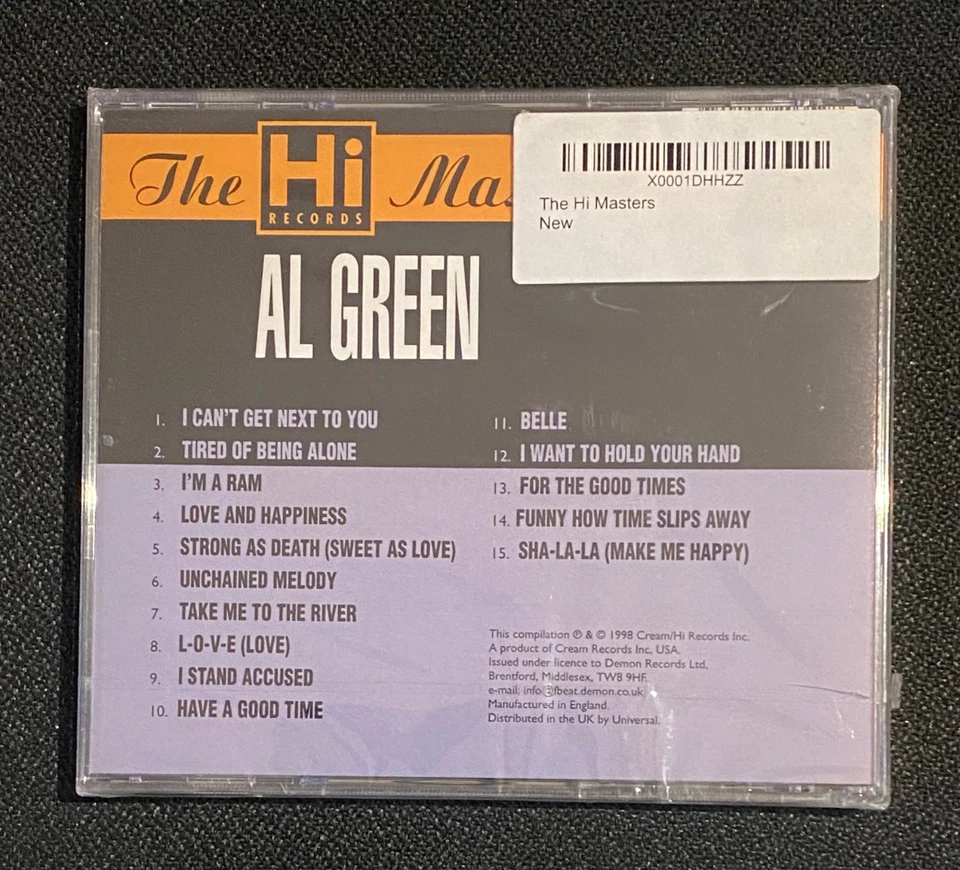 The Hi RECORDS Mas
X0001DHHZZ
The Hi Masters
New
AL GREEN
1. I CAN'T GET NEXT TO YOU
2. TIRED OF BEING ALONE
3. I'M A RAM
4. LOVE AND HAPPINESS
5. STRONG AS DEATH (SWEET AS LOVE)
6. UNCHAINED MELODY
7. TAKE ME TO THE RIVER
8. L-O-V-E (LOVE)
9. I STAND ACCUSED
10. HAVE A GOOD TIME
11. BELLE
12. I WANT TO HOLD YOUR HAND
13. FOR THE GOOD TIMES
14. FUNNY HOW TIME SLIPS AWAY
15. SHA-LA-LA (MAKE ME HAPPY)
This compilation ℗ & © 1998 Cream/Hi Records Inc.
A product of Cream Records Inc, USA.
Issued under licence to Demon Records Ltd,
Brentford, Middlesex, TW8 9HF.
e-mail: info@fbeat.demon.co.uk
Manufactured in England.
Distributed in the UK by Universal.